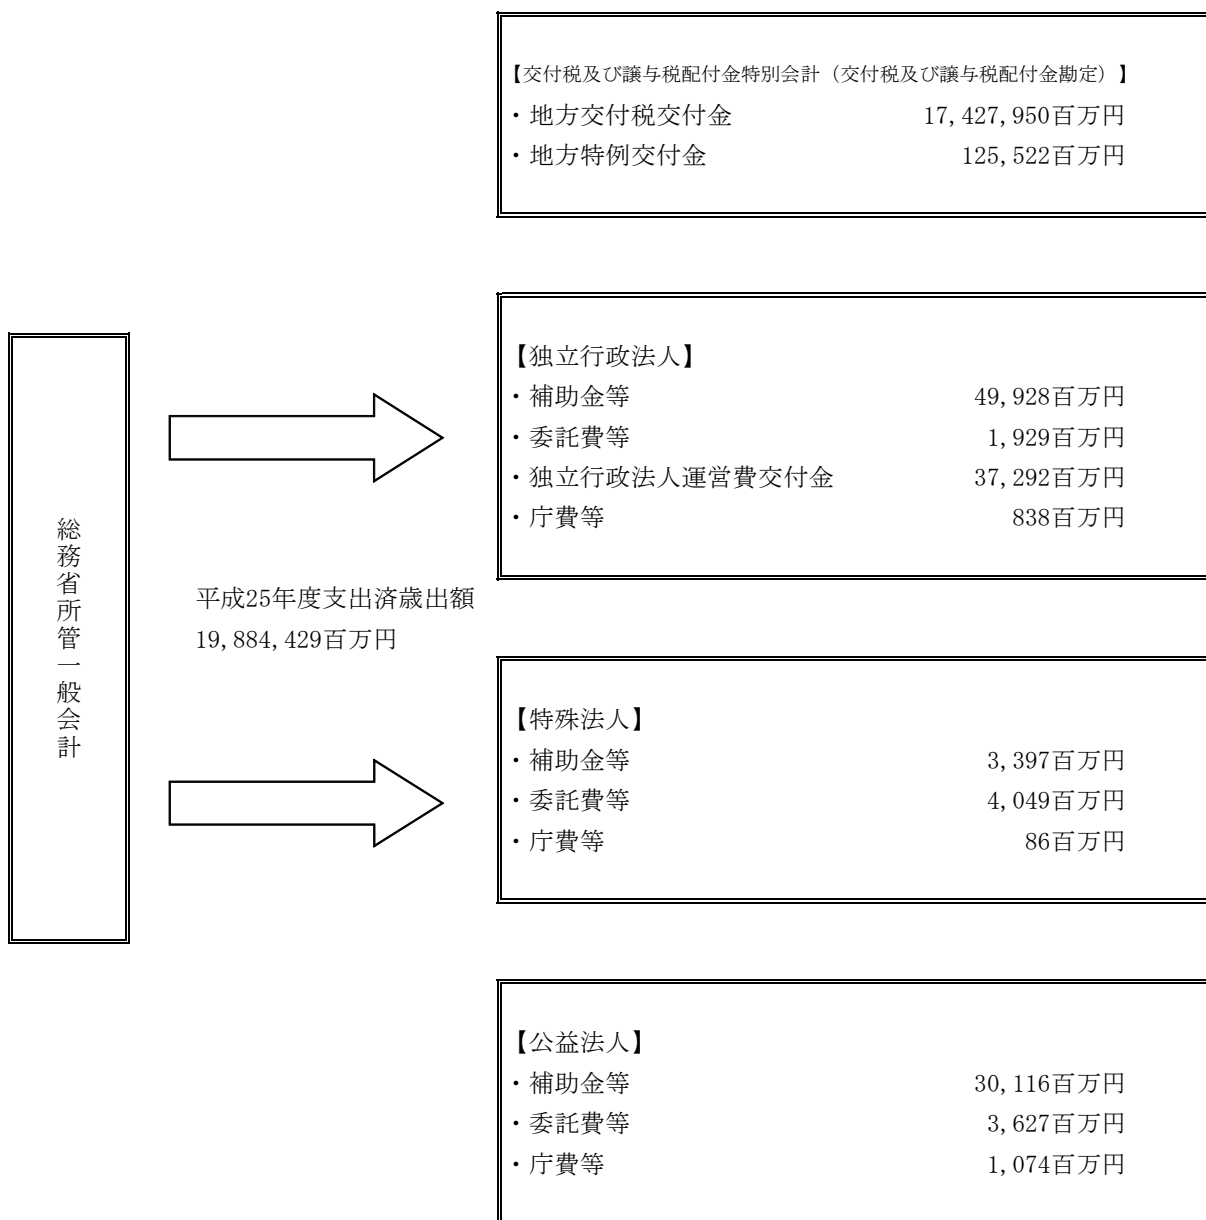 【交付税及び譲与税配付金特別会計（交付税及び譲与税配付金勘定）】
・地方交付税交付金 17,427,950百万円
・地方特例交付金 125,522百万円
【独立行政法人】
・補助金等 49,928百万円
・委託費等 1,929百万円
・独立行政法人運営費交付金 37,292百万円
・庁費等 838百万円
総務省所管一般会計
平成25年度支出済歳出額
19,884,429百万円
【特殊法人】
・補助金等 3,397百万円
・委託費等 4,049百万円
・庁費等 86百万円
【公益法人】
・補助金等 30,116百万円
・委託費等 3,627百万円
・庁費等 1,074百万円